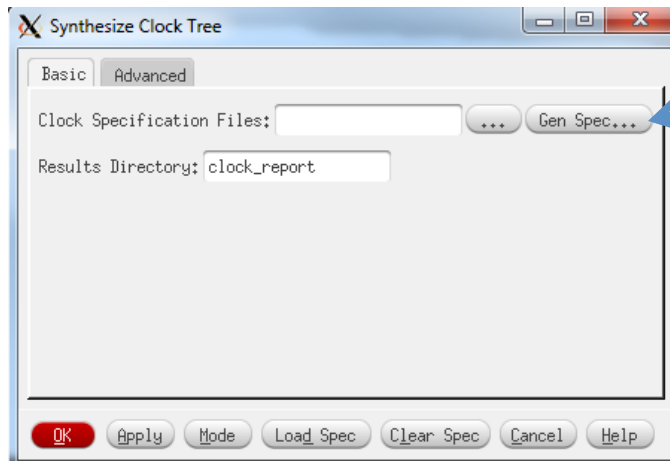 Synthesize Clock Tree
Basic Advanced
Clock Specification Files: ... Gen Spec...
Results Directory: clock_report
OK Apply Mode Load Spec Clear Spec Cancel Help